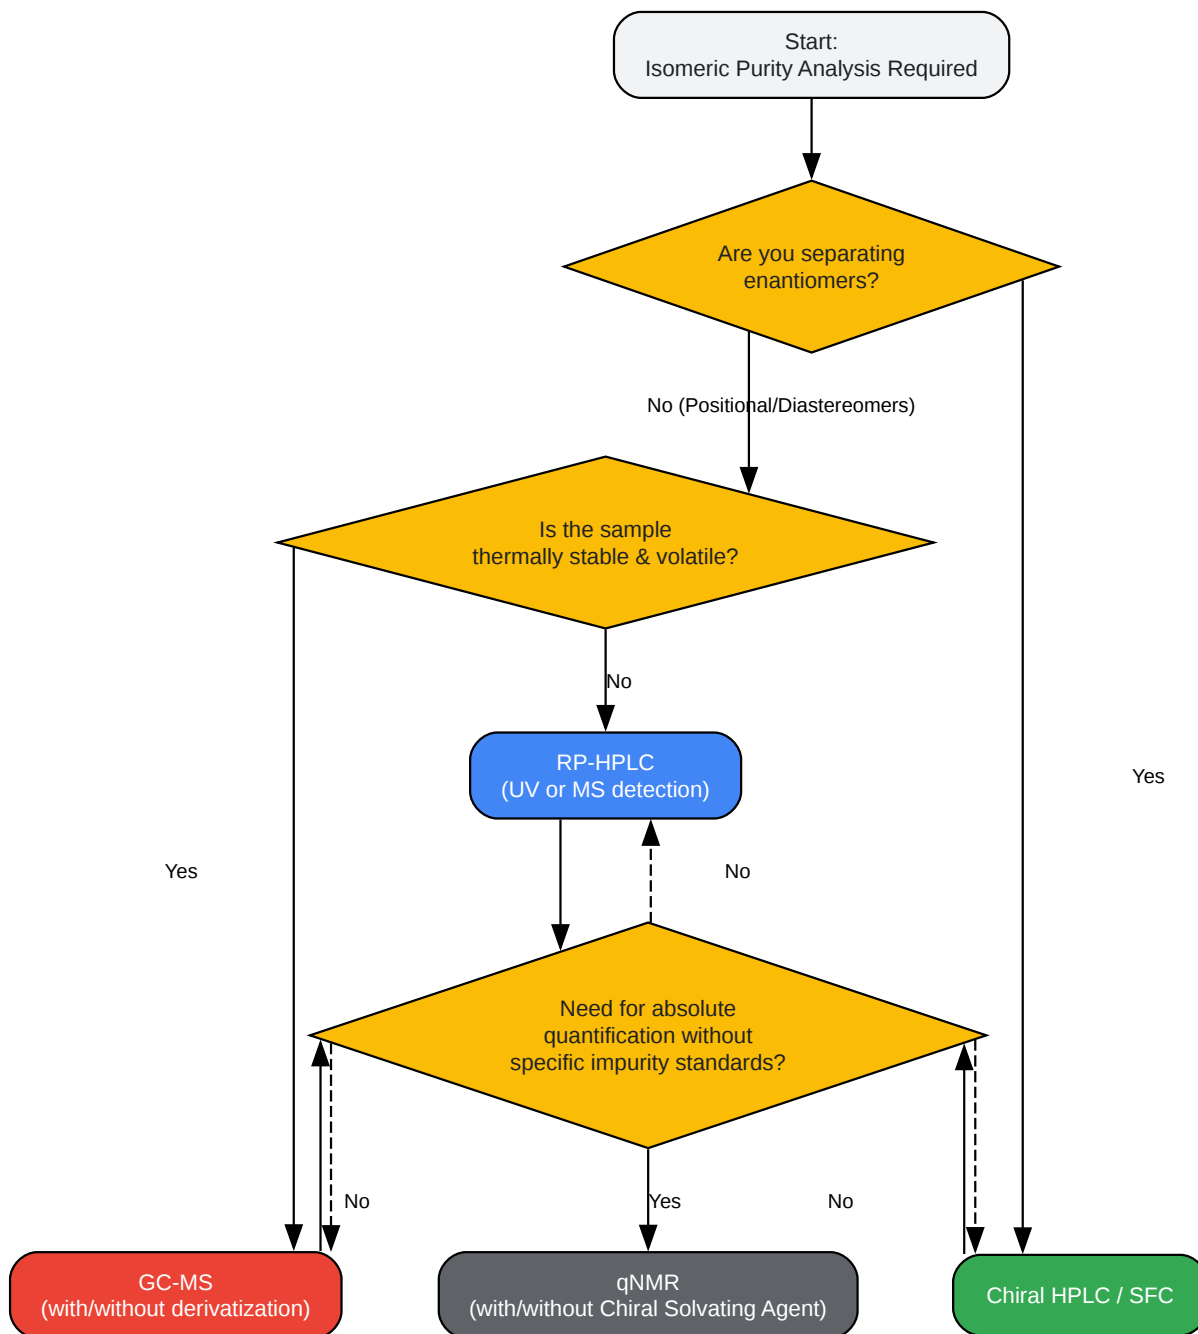 Start:
Isomeric Purity Analysis Required
Are you separating
enantiomers?
No (Positional/Diastereomers)
Is the sample
thermally stable & volatile?
No
RP-HPLC
(UV or MS detection)
Yes
Yes
No
Need for absolute
quantification without
specific impurity standards?
No
Yes
No
GC-MS
(with/without derivatization)
qNMR
(with/without Chiral Solvating Agent)
Chiral HPLC / SFC